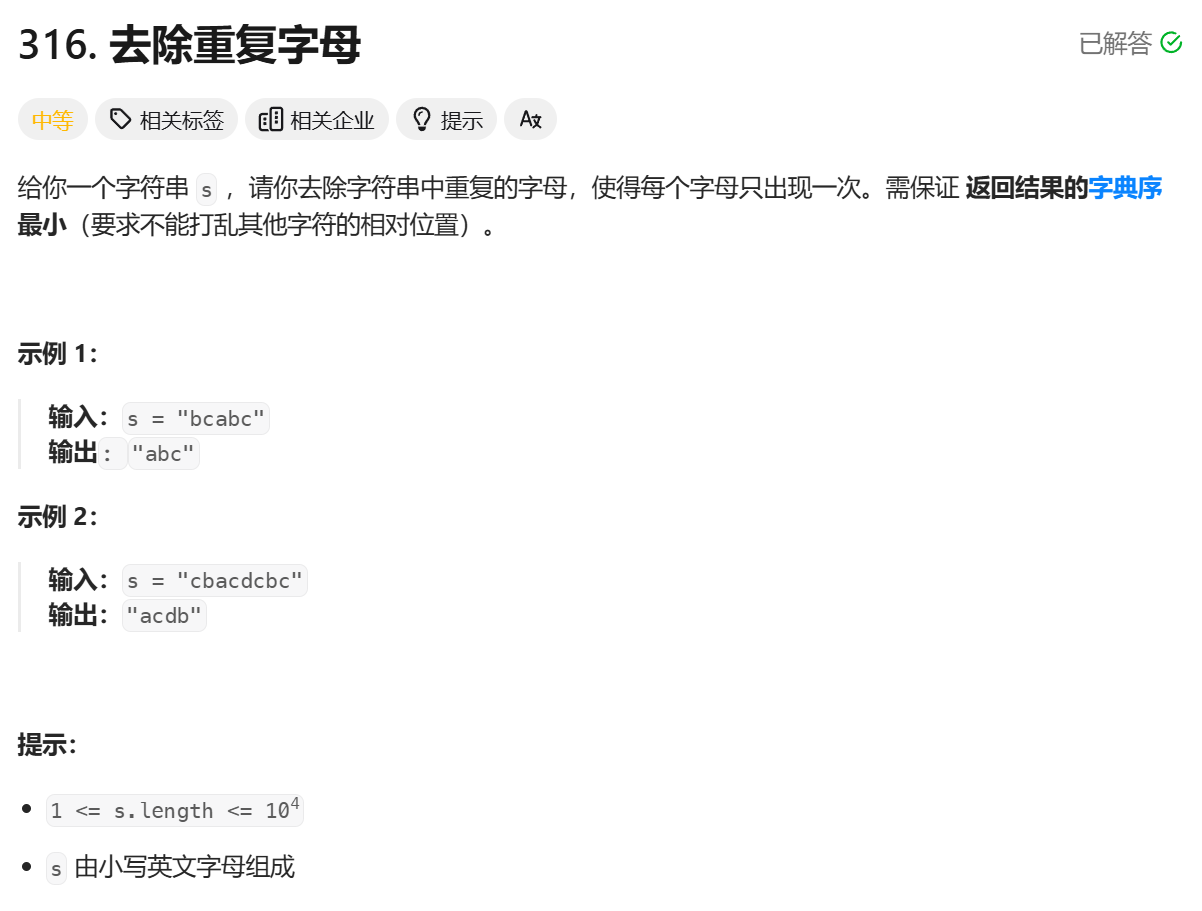 316. 去除重复字母
已解答
中等 相关标签 相关企业 提示 A文
给你一个字符串 s ，请你去除字符串中重复的字母，使得每个字母只出现一次。需保证 返回结果的字典序
最小（要求不能打乱其他字符的相对位置）。
示例 1：
输入：s = "bcabc"
输出："abc"
示例 2：
输入：s = "cbacdcbc"
输出："acdb"
提示：
1 <= s.length <= 10⁴
s 由小写英文字母组成